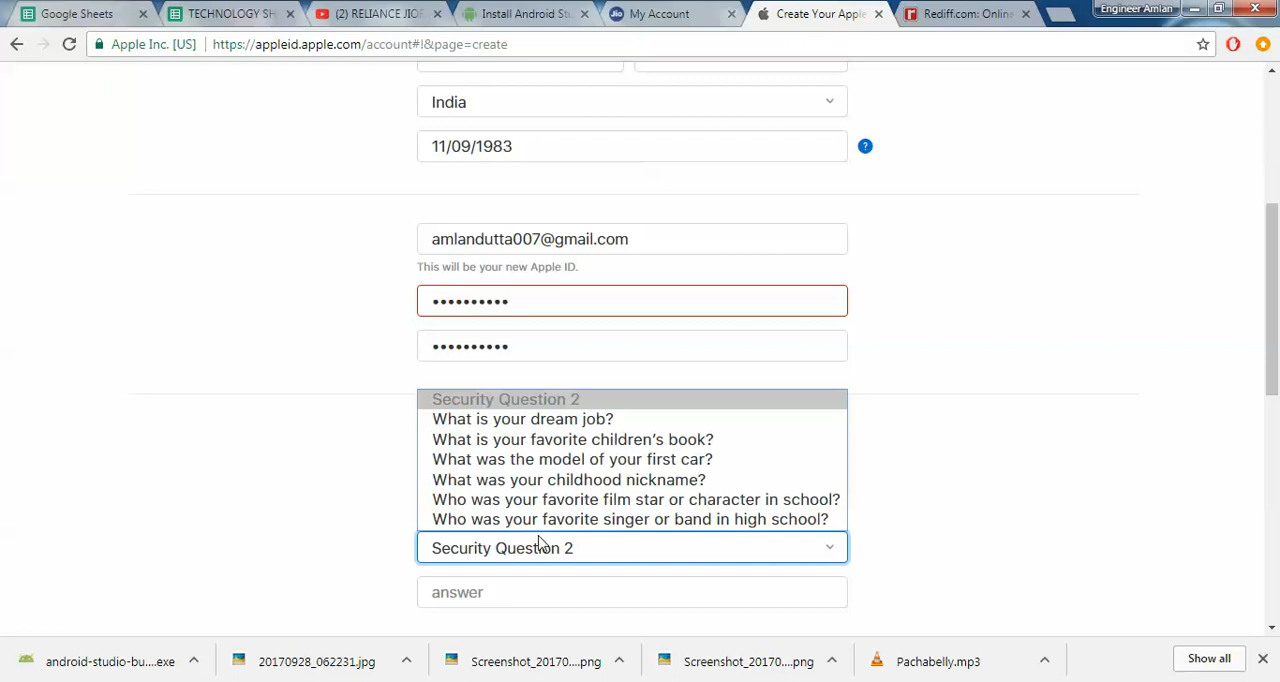 Google Sheets
TECHNOLOGY SH
(2) RELIANCE JIOF
Install Android Stu
My Account
Create Your Apple
Rediff.com: Online
Engineer Amlan
Apple Inc. [US]
https://appleid.apple.com/account#!&page=create
India
11/09/1983
?
amlandutta007@gmail.com
This will be your new Apple ID.
••••••••••
••••••••••
Security Question 2
What is your dream job?
What is your favorite children’s book?
What was the model of your first car?
What was your childhood nickname?
Who was your favorite film star or character in school?
Who was your favorite singer or band in high school?
Security Question 2
answer
android-studio-bu....exe
20170928_062231.jpg
Screenshot_20170....png
Screenshot_20170....png
Pachabelly.mp3
Show all